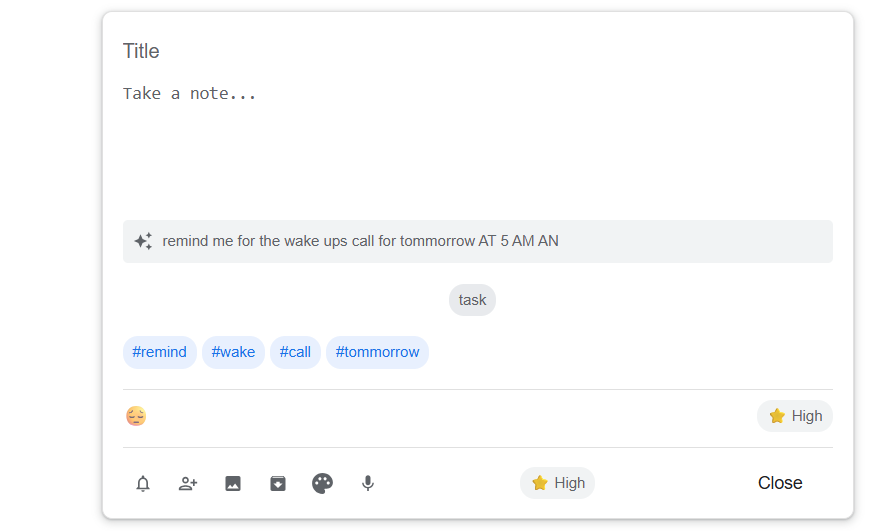 Title
Take a note...
remind me for the wake ups call for tommorrow AT 5 AM AN
task
#remind #wake #call #tommorrow
High
High Close